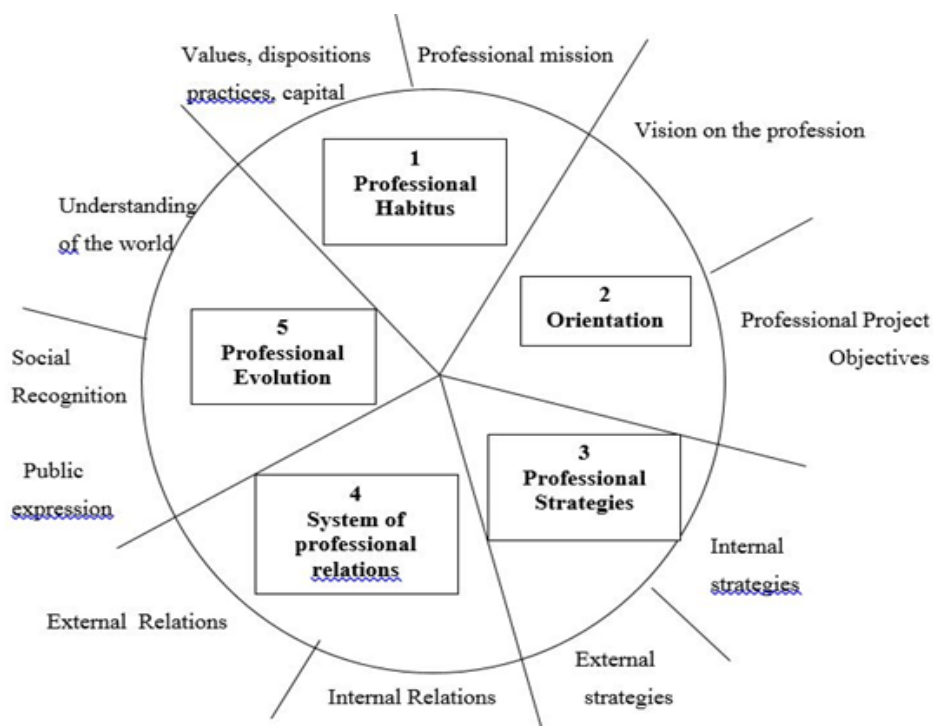 Values, dispositions
practices, capital
Professional mission
Vision on the profession
1
Professional
Habitus
Understanding
of the world
2
Orientation
5
Professional
Evolution
Professional Project
Objectives
Social
Recognition
3
Professional
Strategies
Public
expression
4
System of
professional
relations
Internal
strategies
External Relations
External
strategies
Internal Relations